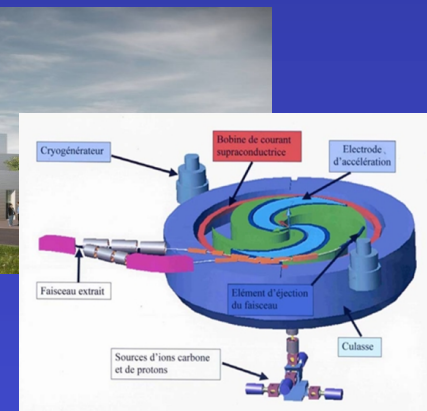 Bobine de courant
supraconductrice
Electrode
d'accélération
Cryogénérateur
Faisceau extrait
Elément d'éjection
du faisceau
Culasse
Sources d'ions carbone
et de protons